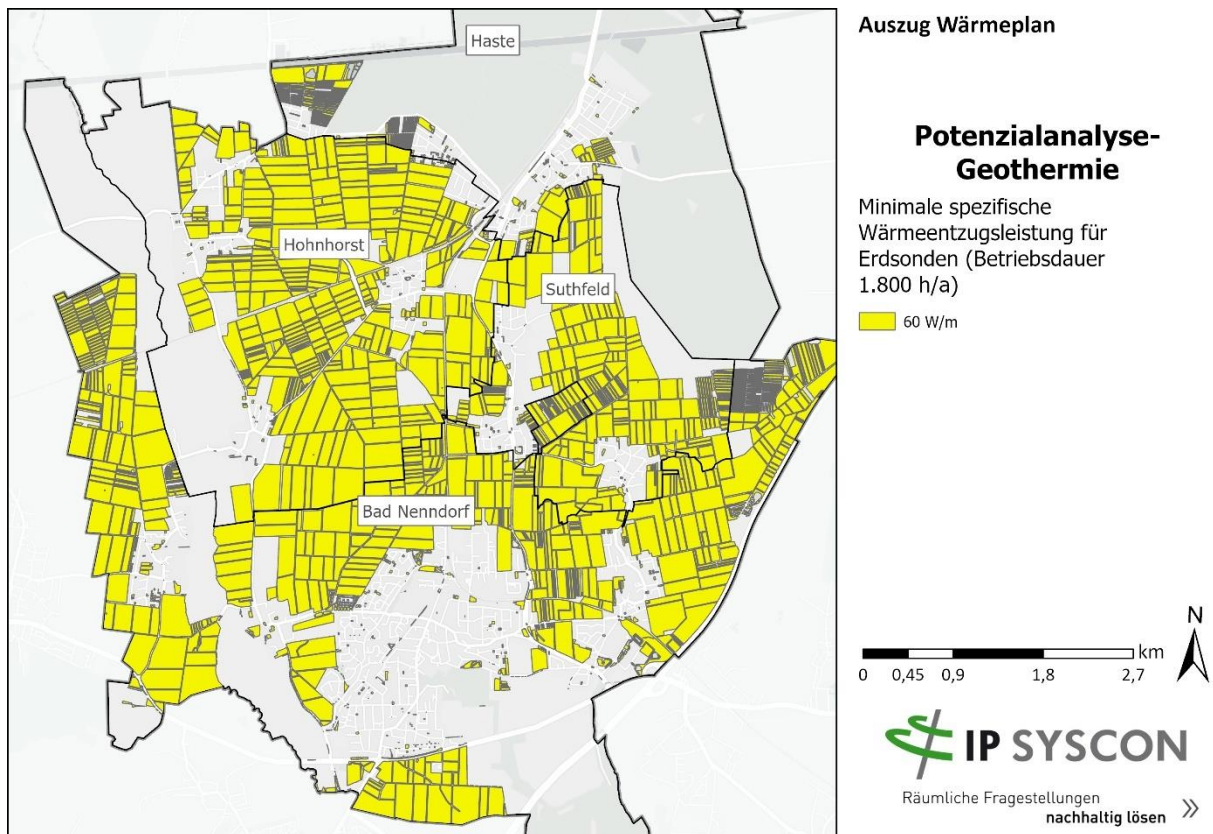 Haste
Hohnhorst
Suthfeld
Bad Nenndorf
Auszug Wärmeplan
Potenzialanalyse-
Geothermie
Minimale spezifische
Wärmeentzugsleistung für
Erdsonden (Betriebsdauer
1.800 h/a)
60 W/m
N
km
0 0,45 0,9 1,8 2,7
IP SYSCON
Räumliche Fragestellungen
nachhaltig lösen »